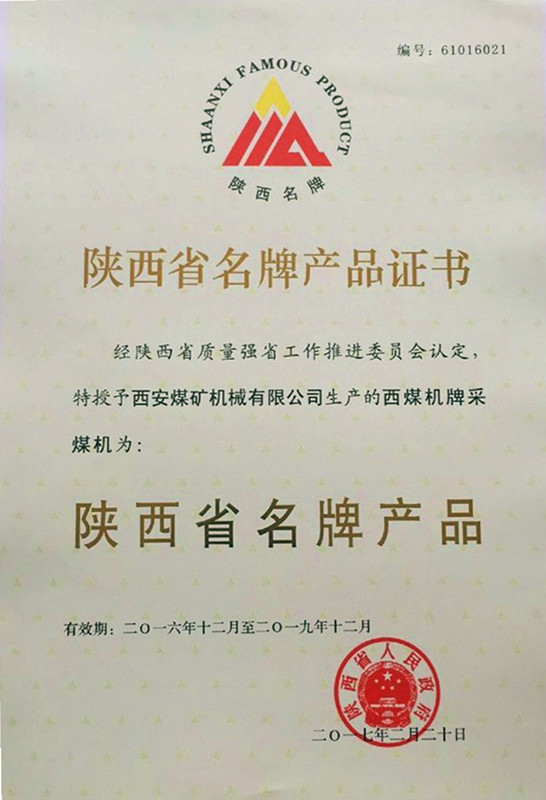 编号：61016021
SHAANXI FAMOUS PRODUCT
陕西名牌
陕西省名牌产品证书
经陕西省质量强省工作推进委员会认定，
特授予西安煤矿机械有限公司生产的西煤机牌采
煤机为：
陕西省名牌产品
有效期：二〇一六年十二月至二〇一九年十二月
陕西省人民政府
二〇一七年二月二十日